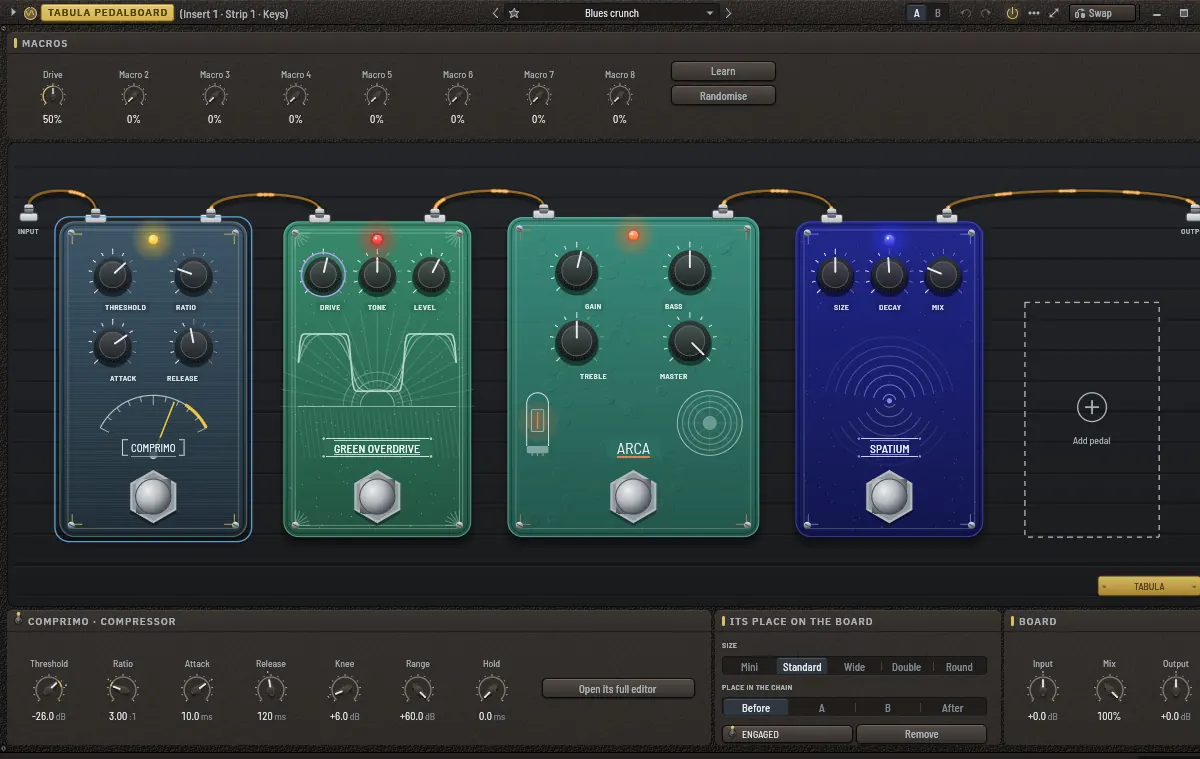 TABULA PEDALBOARD (Insert 1 · Strip 1 · Keys) Blues crunch A B Swap
MACROS
Drive Macro 2 Macro 3 Macro 4 Macro 5 Macro 6 Macro 7 Macro 8 Learn
Randomise
50% 0% 0% 0% 0% 0% 0% 0%
INPUT OUTP
THRESHOLD RATIO DRIVE TONE LEVEL GAIN BASS SIZE DECAY MIX
ATTACK RELEASE TREBLE MASTER
Add pedal
COMPRIMO GREEN OVERDRIVE ARCA SPATIUM
TABULA
COMPRIMO · COMPRESSOR ITS PLACE ON THE BOARD BOARD
SIZE
Threshold Ratio Attack Release Knee Range Hold Mini Standard Wide Double Round Input Mix Output
Open its full editor PLACE IN THE CHAIN
-26.0 dB 3.00 :1 10.0 ms 120 ms +6.0 dB +60.0 dB 0.0 ms Before A B After +0.0 dB 100% +0.0 dB
ENGAGED Remove